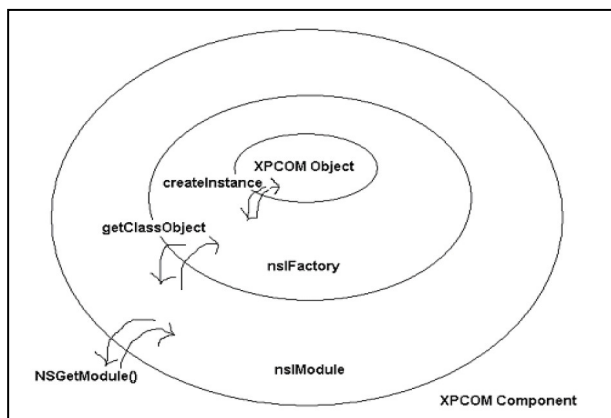 XPCOM Object
createInstance
getClassObject
nsIFactory
nsIModule
NSGetModule()
XPCOM Component